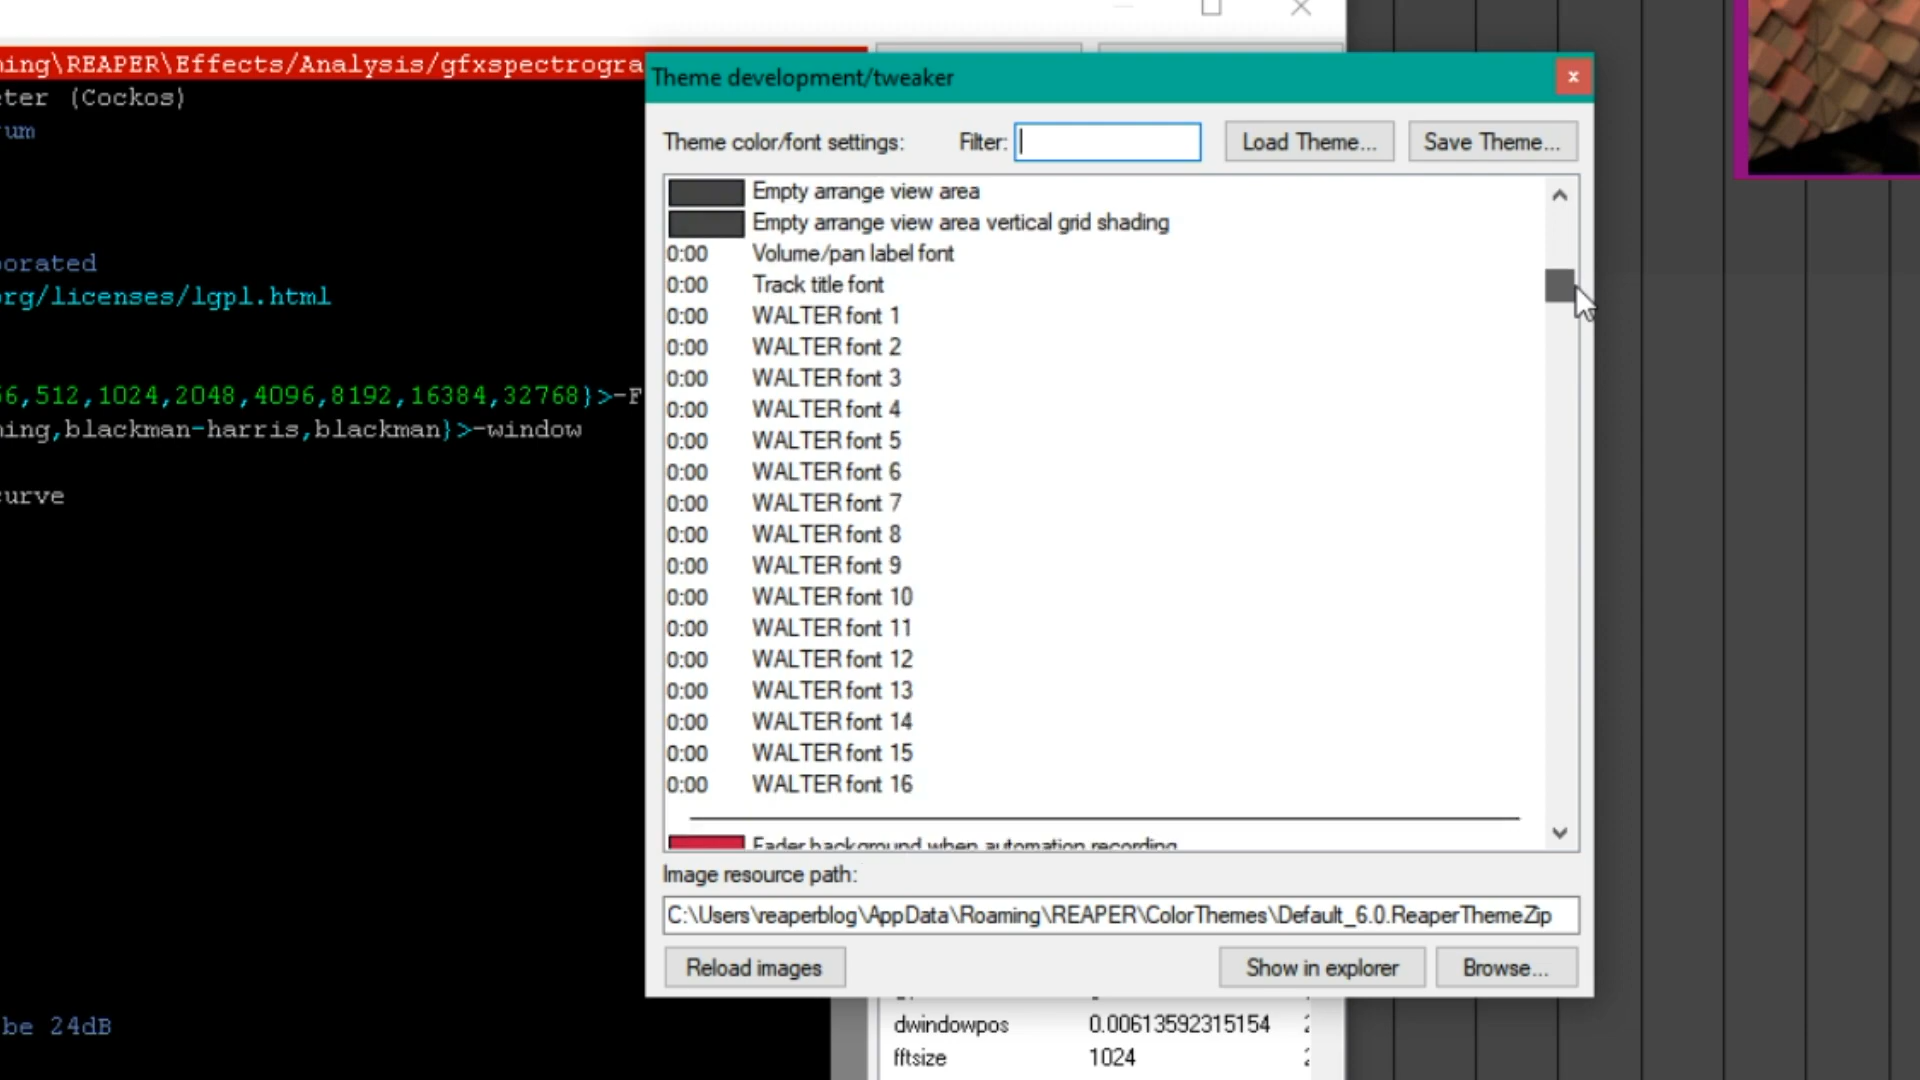 ning\REAPER\Effects/Analysis/gfxspectrogra
eter (Cockos)
rum
porated
org/licenses/lgpl.html
56,512,1024,2048,4096,8192,16384,32768}>-F
ning,blackman-harris,blackman}>-window
curve
be 24dB
Theme development/tweaker
Theme color/font settings:
Filter:
Load Theme...
Save Theme...
Empty arrange view area
Empty arrange view area vertical grid shading
0:00 Volume/pan label font
0:00 Track title font
0:00 WALTER font 1
0:00 WALTER font 2
0:00 WALTER font 3
0:00 WALTER font 4
0:00 WALTER font 5
0:00 WALTER font 6
0:00 WALTER font 7
0:00 WALTER font 8
0:00 WALTER font 9
0:00 WALTER font 10
0:00 WALTER font 11
0:00 WALTER font 12
0:00 WALTER font 13
0:00 WALTER font 14
0:00 WALTER font 15
0:00 WALTER font 16
Fader background when automation recording
Image resource path:
C:\Users\reaperblog\AppData\Roaming\REAPER\ColorThemes\Default_6.0.ReaperThemeZip
Reload images
Show in explorer
Browse...
dwindowpos 0.00613592315154
fftsize 1024